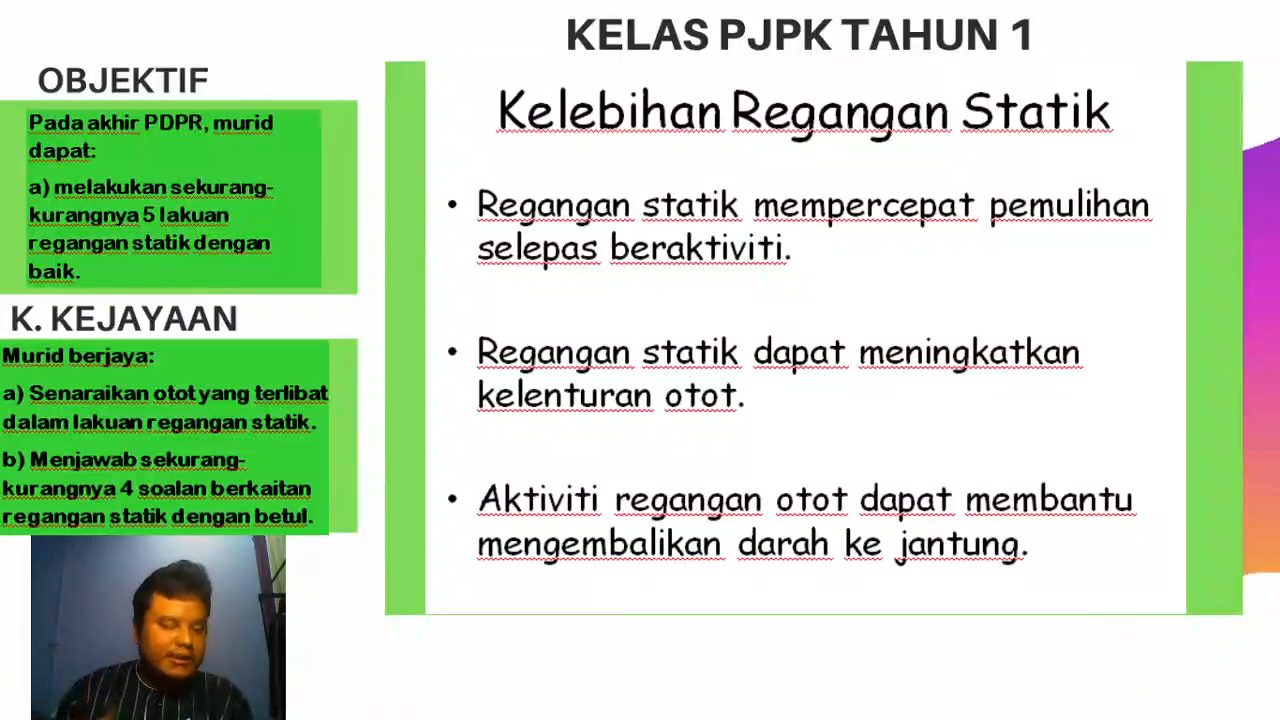 KELAS PJPK TAHUN 1
OBJEKTIF
Pada akhir PDPR, murid
dapat:
a) melakukan sekurang-
kurangnya 5 lakuan
regangan statik dengan
baik.
K. KEJAYAAN
Murid berjaya:
a) Senaraikan otot yang terlibat
dalam lakuan regangan statik.
b) Menjawab sekurang-
kurangnya 4 soalan berkaitan
regangan statik dengan betul.
Kelebihan Regangan Statik
• Regangan statik mempercepat pemulihan
selepas beraktiviti.
• Regangan statik dapat meningkatkan
kelenturan otot.
• Aktiviti regangan otot dapat membantu
mengembalikan darah ke jantung.